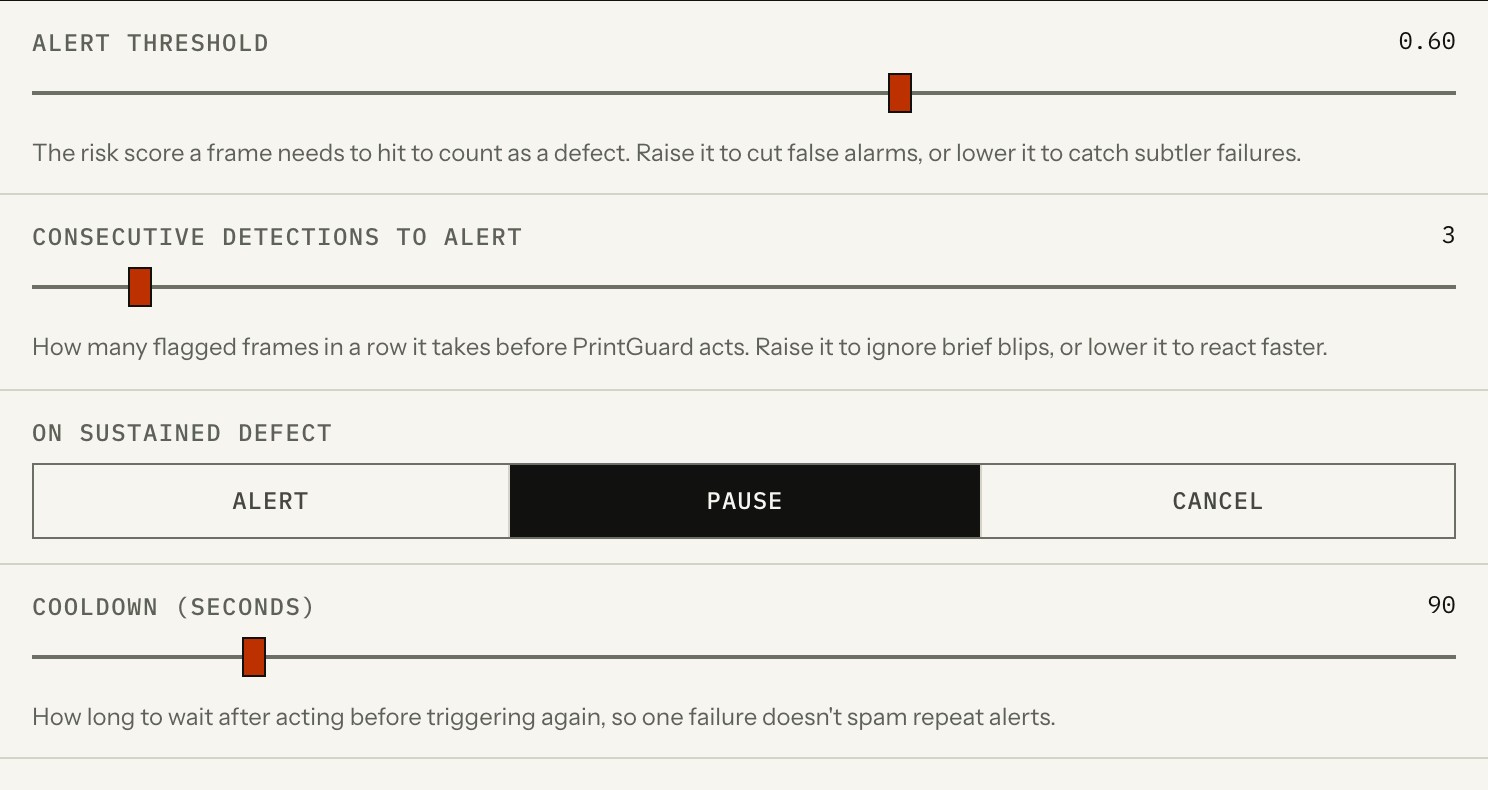 ALERT THRESHOLD 0.60
The risk score a frame needs to hit to count as a defect. Raise it to cut false alarms, or lower it to catch subtler failures.
CONSECUTIVE DETECTIONS TO ALERT 3
How many flagged frames in a row it takes before PrintGuard acts. Raise it to ignore brief blips, or lower it to react faster.
ON SUSTAINED DEFECT
ALERT PAUSE CANCEL
COOLDOWN (SECONDS) 90
How long to wait after acting before triggering again, so one failure doesn't spam repeat alerts.